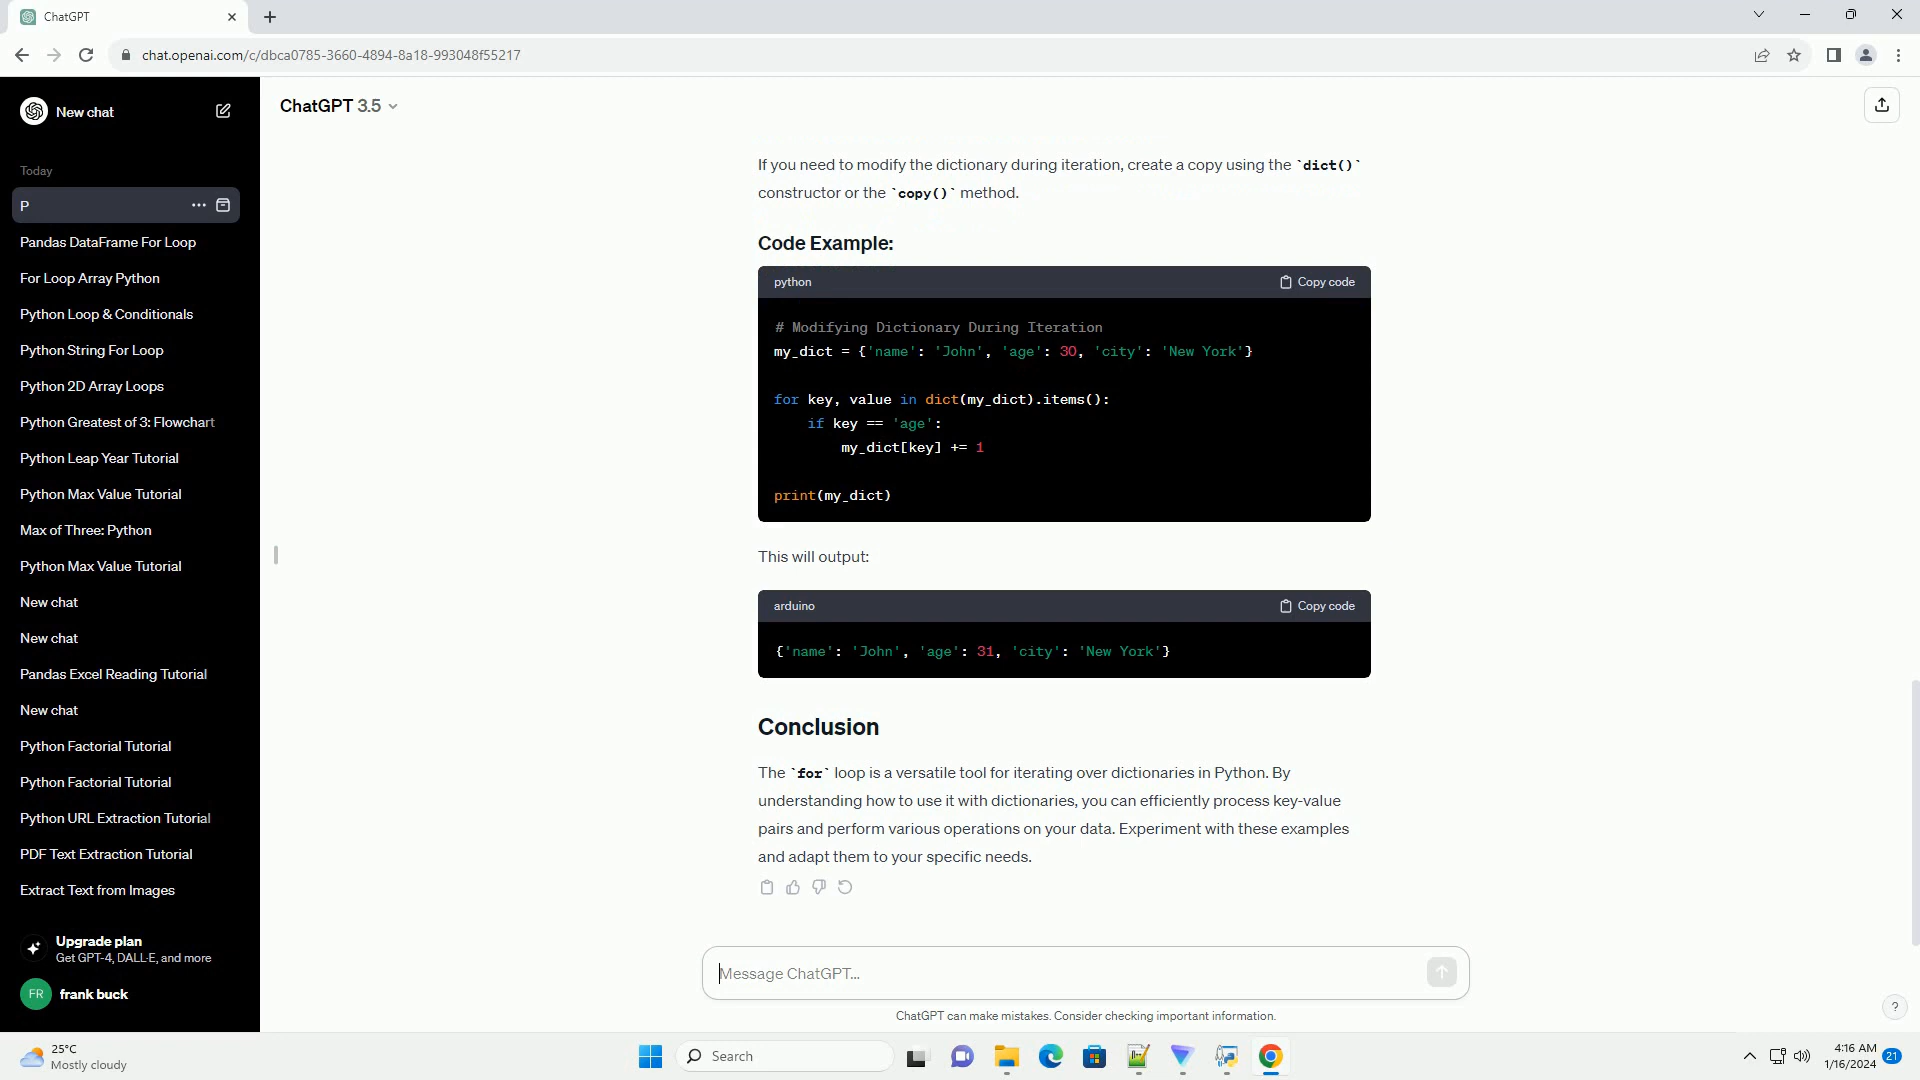 ChatGPT
chat.openai.com/c/dbca0785-3660-4894-8a18-993048f55217
New chat
ChatGPT 3.5
Today
P
Pandas DataFrame For Loop
For Loop Array Python
Python Loop & Conditionals
Python String For Loop
Python 2D Array Loops
Python Greatest of 3: Flowchart
Python Leap Year Tutorial
Python Max Value Tutorial
Max of Three: Python
Python Max Value Tutorial
New chat
New chat
Pandas Excel Reading Tutorial
New chat
Python Factorial Tutorial
Python Factorial Tutorial
Python URL Extraction Tutorial
PDF Text Extraction Tutorial
Extract Text from Images
Upgrade plan
Get GPT-4, DALL·E, and more
FR frank buck
If you need to modify the dictionary during iteration, create a copy using the `dict()`
constructor or the `copy()` method.
Code Example:
python Copy code
# Modifying Dictionary During Iteration
my_dict = {'name': 'John', 'age': 30, 'city': 'New York'}
for key, value in dict(my_dict).items():
if key == 'age':
my_dict[key] += 1
print(my_dict)
This will output:
arduino Copy code
{'name': 'John', 'age': 31, 'city': 'New York'}
Conclusion
The `for` loop is a versatile tool for iterating over dictionaries in Python. By
understanding how to use it with dictionaries, you can efficiently process key-value
pairs and perform various operations on your data. Experiment with these examples
and adapt them to your specific needs.
Message ChatGPT...
ChatGPT can make mistakes. Consider checking important information.
?
25°C
Mostly cloudy
Search
4:16 AM
1/16/2024
21